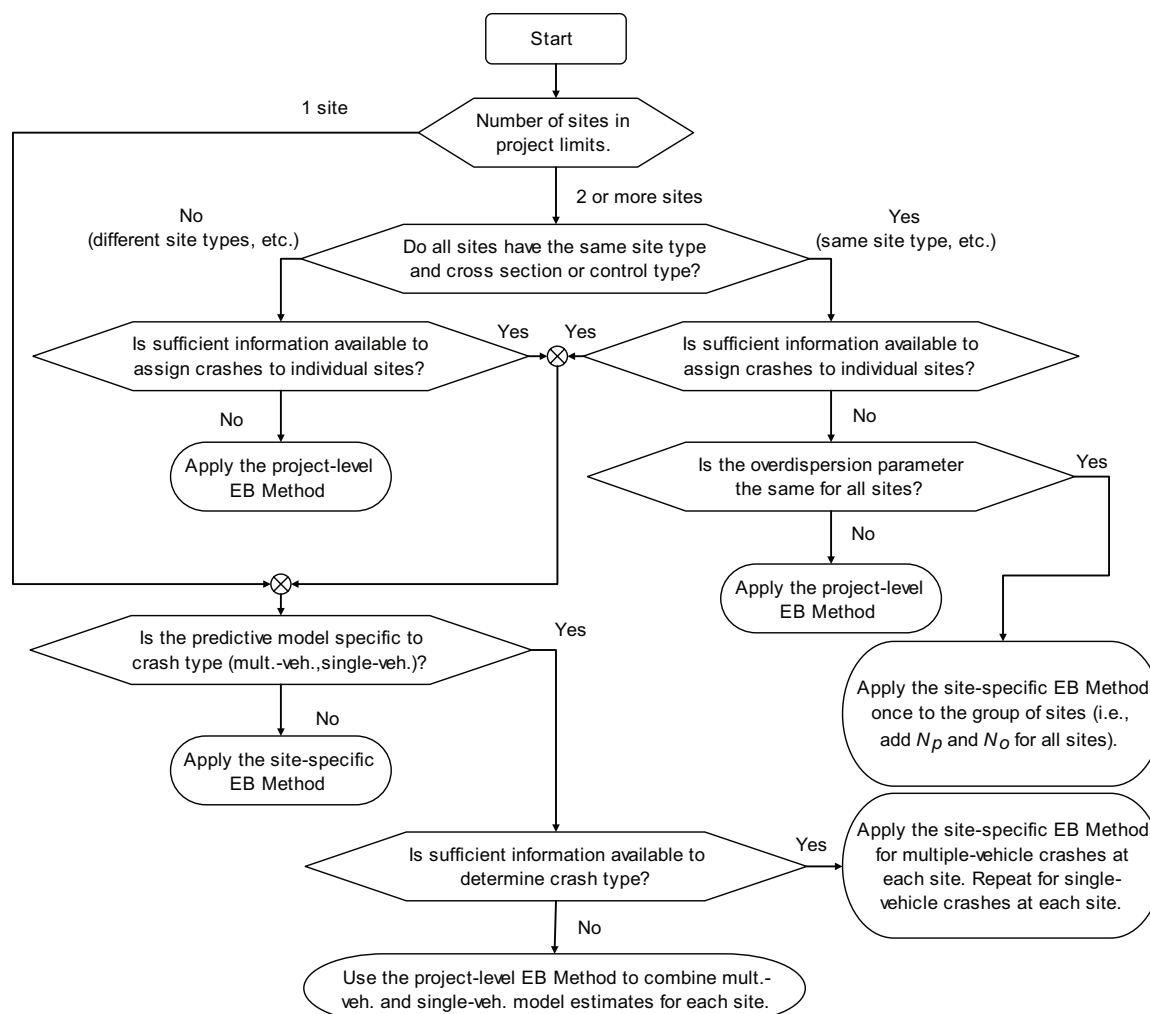 Start
1 site
Number of sites in
project limits.
2 or more sites
No
(different site types, etc.)
Yes
(same site type, etc.)
Do all sites have the same site type
and cross section or control type?
Is sufficient information available to
assign crashes to individual sites?
Yes
Yes
Is sufficient information available to
assign crashes to individual sites?
No
No
Apply the project-level
EB Method
Is the overdispersion parameter
the same for all sites?
Yes
No
Apply the project-level
EB Method
Is the predictive model specific to
crash type (mult.-veh.,single-veh.)?
Yes
No
Apply the site-specific
EB Method
Apply the site-specific EB Method
once to the group of sites (i.e.,
add Np and No for all sites).
Is sufficient information available to
determine crash type?
Yes
Apply the site-specific EB Method
for multiple-vehicle crashes at
each site. Repeat for single-
vehicle crashes at each site.
No
Use the project-level EB Method to combine mult.-
veh. and single-veh. model estimates for each site.